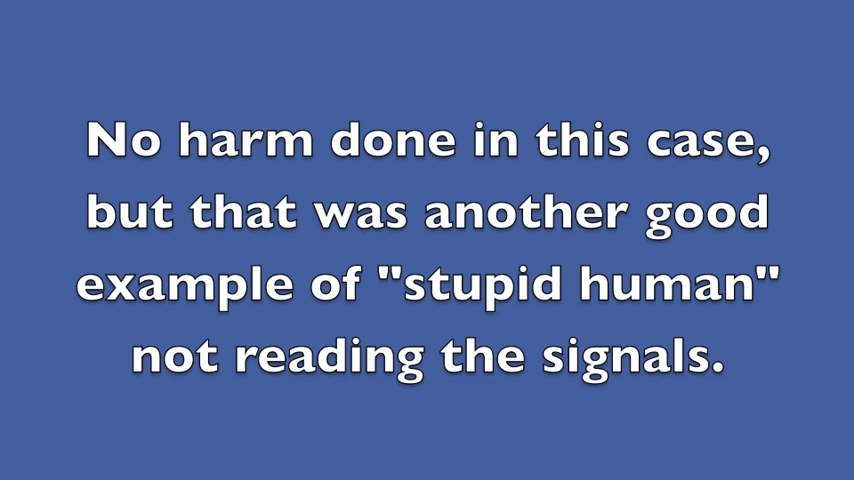 No harm done in this case,
but that was another good
example of "stupid human"
not reading the signals.